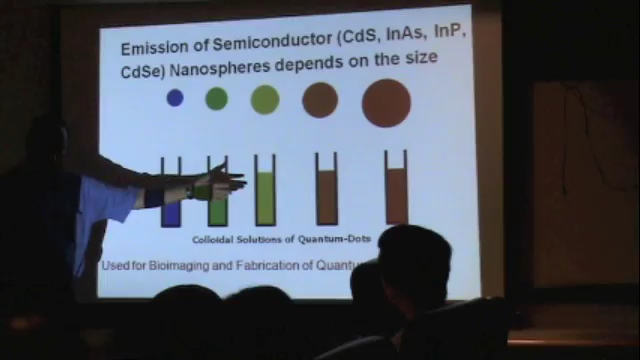 Emission of Semiconductor (CdS, InAs, InP,
CdSe) Nanospheres depends on the size
Colloidal Solutions of Quantum-Dots
Used for Bioimaging and Fabrication of